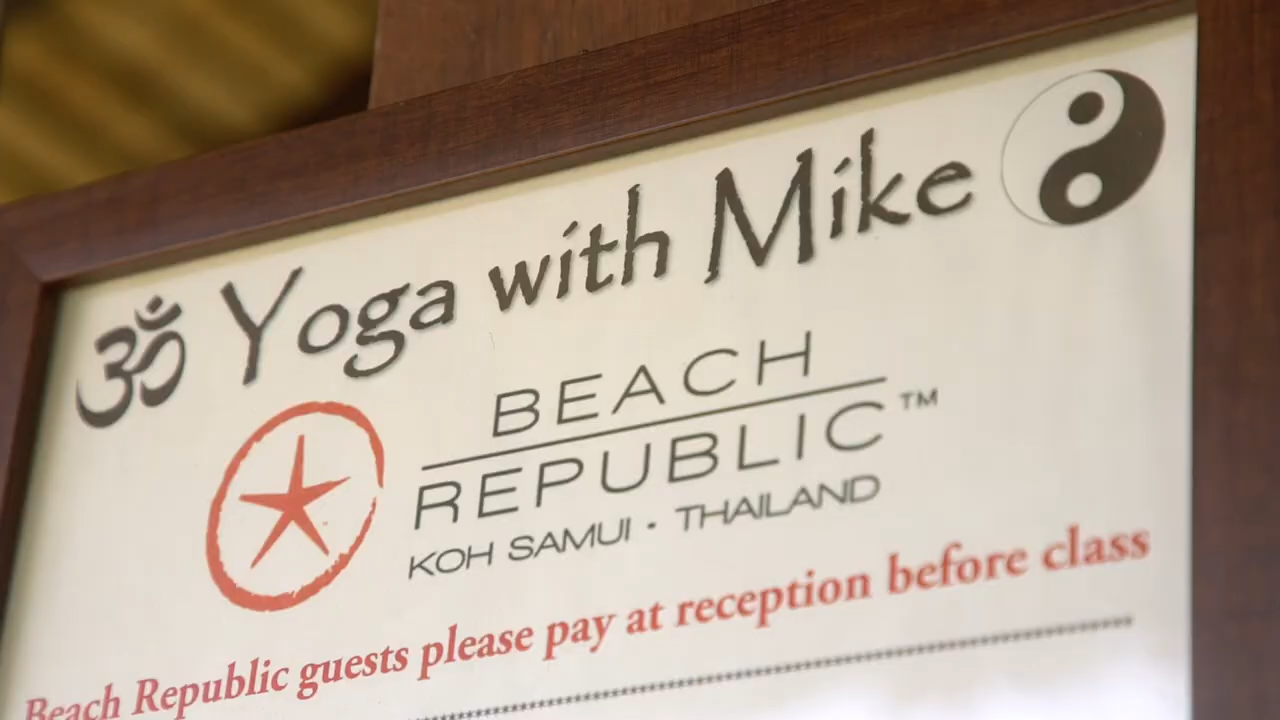 ॐ Yoga with Mike
BEACH
REPUBLIC™
KOH SAMUI · THAILAND
Beach Republic guests please pay at reception before class